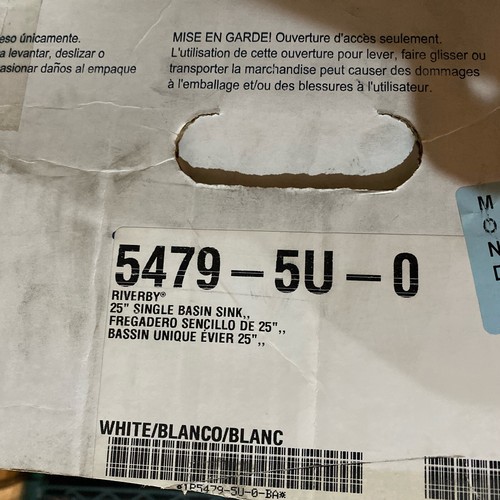 eso únicamente.
a levantar, deslizar o
asionar daños al empaque
MISE EN GARDE! Ouverture d'accès seulement.
L'utilisation de cette ouverture pour lever, faire glisser ou
transporter la marchandise peut causer des dommages
à l'emballage et/ou des blessures à l'utilisateur.
M
O
N
D
5479-5U-0
RIVERBY®
25" SINGLE BASIN SINK,,
FREGADERO SENCILLO DE 25",,
BASSIN UNIQUE ÉVIER 25",,
WHITE/BLANCO/BLANC
*1P5479-5U-0-BA*